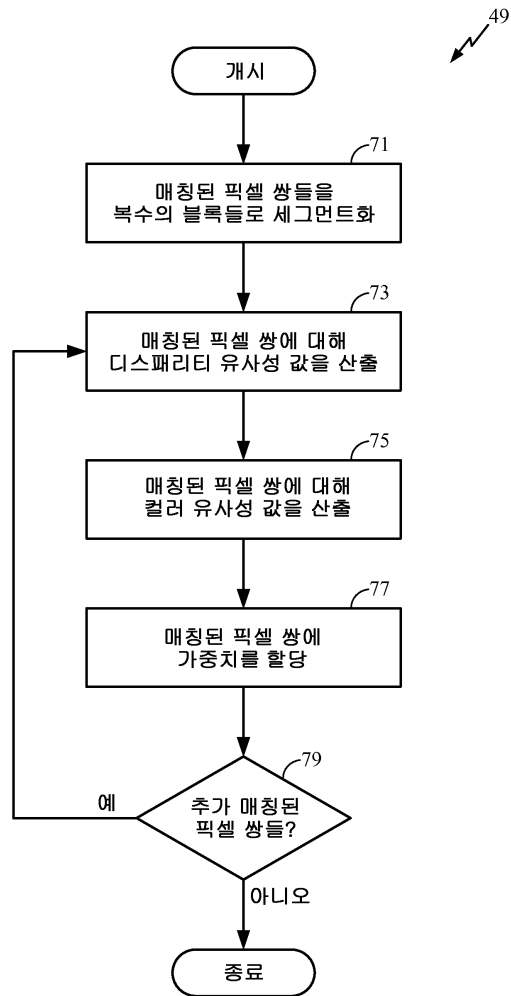 49
개시
71
매칭된 픽셀 쌍들을
복수의 블록들로 세그먼트화
73
매칭된 픽셀 쌍에 대해
디스패리티 유사성 값을 산출
75
매칭된 픽셀 쌍에 대해
컬러 유사성 값을 산출
77
매칭된 픽셀 쌍에
가중치를 할당
79
추가 매칭된
픽셀 쌍들?
예
아니오
종료